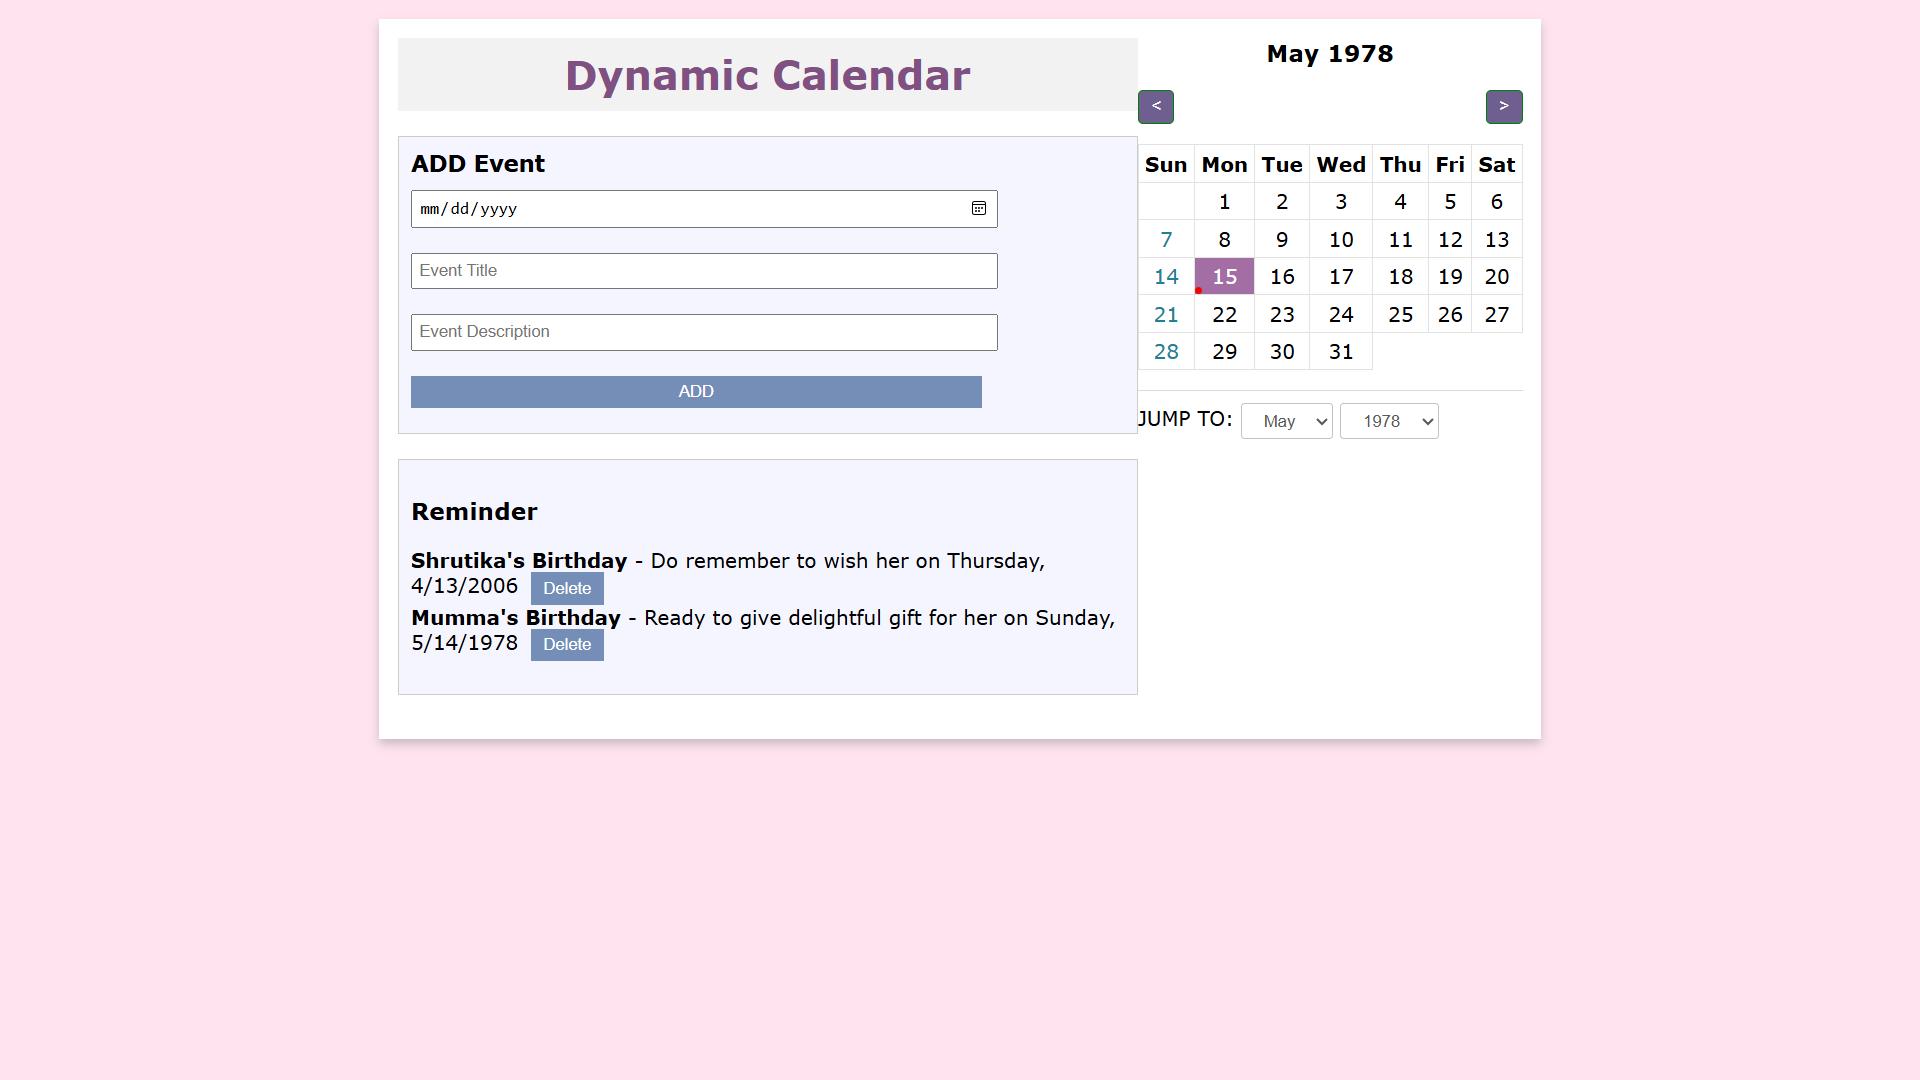 Dynamic Calendar
ADD Event
mm/dd/yyyy
Event Title
Event Description
ADD
Reminder
Shrutika's Birthday - Do remember to wish her on Thursday,
4/13/2006 Delete
Mumma's Birthday - Ready to give delightful gift for her on Sunday,
5/14/1978 Delete
May 1978
< >
Sun Mon Tue Wed Thu Fri Sat
1 2 3 4 5 6
7 8 9 10 11 12 13
14 15 16 17 18 19 20
21 22 23 24 25 26 27
28 29 30 31
JUMP TO: May 1978